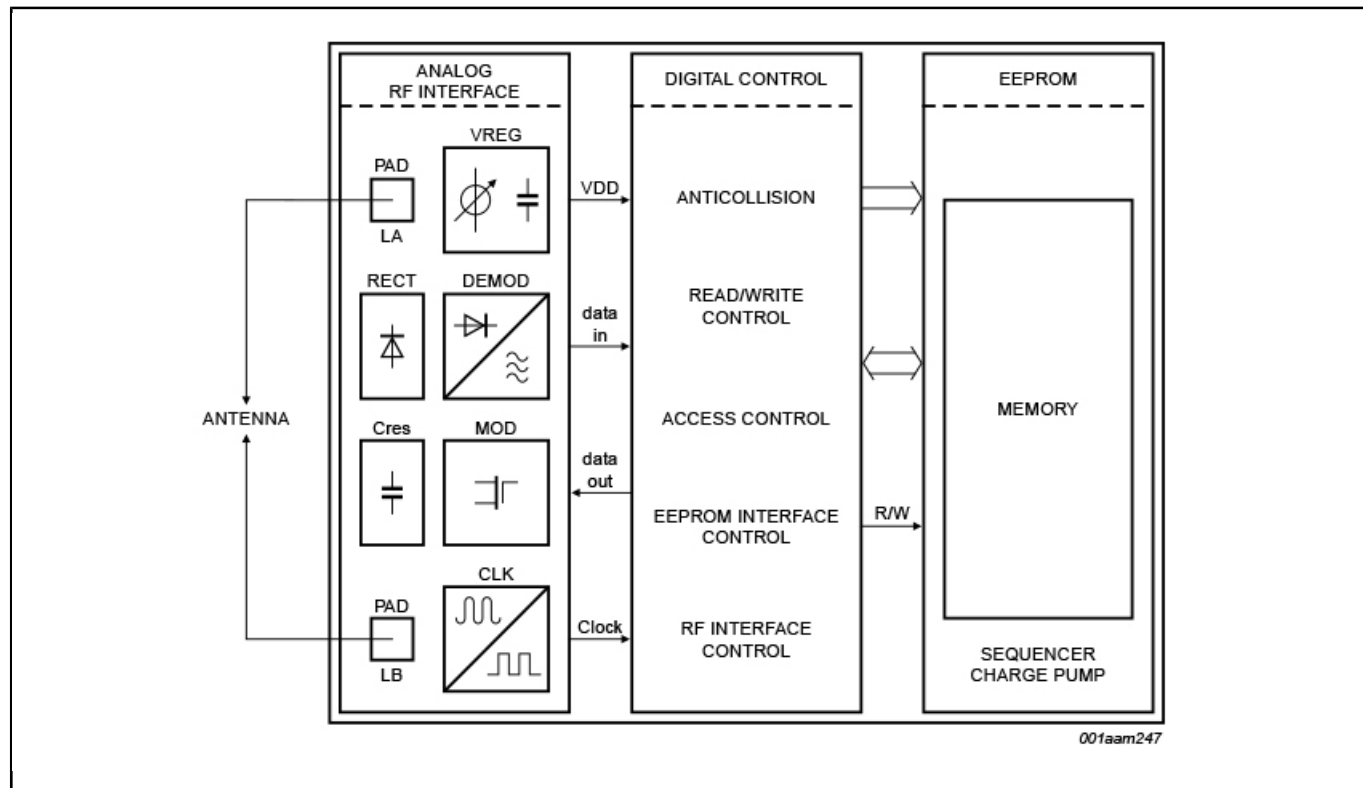 ANALOG
RF INTERFACE
VREG
PAD
LA
RECT
DEMOD
Cres
MOD
CLK
PAD
LB
ANTENNA
VDD
data
in
data
out
Clock
DIGITAL CONTROL
ANTICOLLISION
READ/WRITE
CONTROL
ACCESS CONTROL
EEPROM INTERFACE
CONTROL
RF INTERFACE
CONTROL
R/W
EEPROM
MEMORY
SEQUENCER
CHARGE PUMP
001aam247